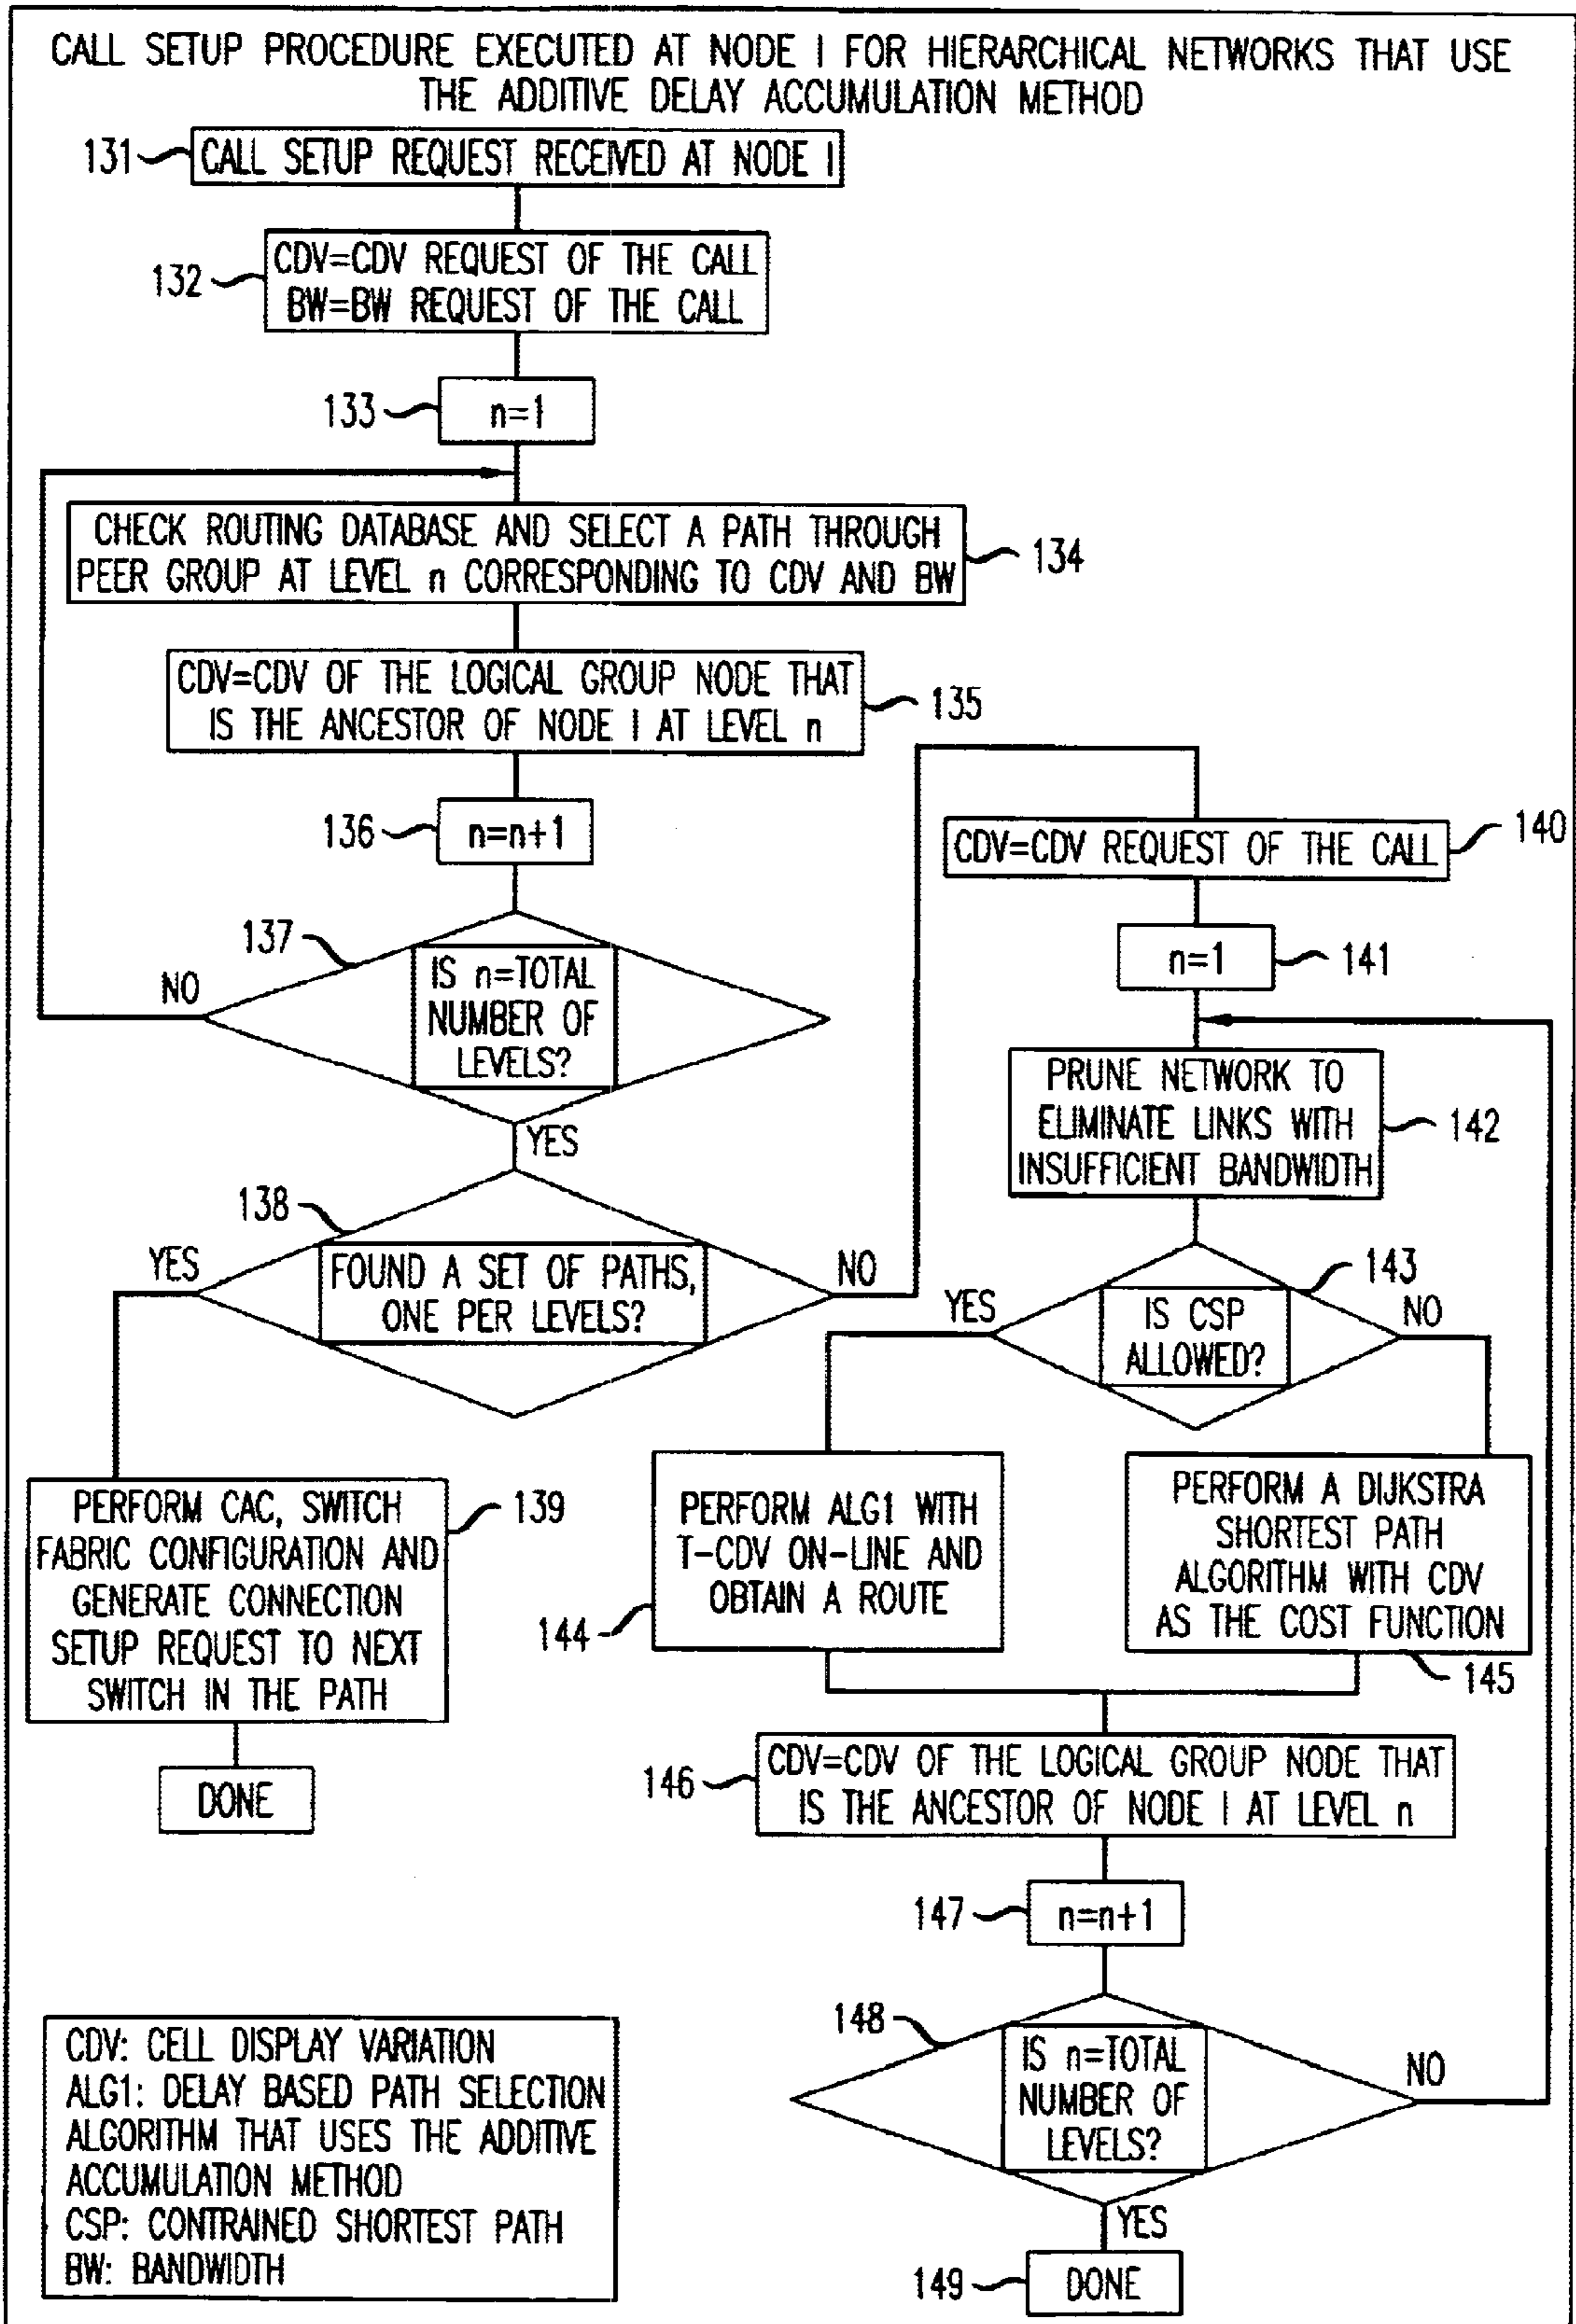 CALL SETUP PROCEDURE EXECUTED AT NODE I FOR HIERARCHICAL NETWORKS THAT USE
THE ADDITIVE DELAY ACCUMULATION METHOD
131
CALL SETUP REQUEST RECEIVED AT NODE I
132
CDV=CDV REQUEST OF THE CALL
BW=BW REQUEST OF THE CALL
133
n=1
CHECK ROUTING DATABASE AND SELECT A PATH THROUGH
PEER GROUP AT LEVEL n CORRESPONDING TO CDV AND BW
134
CDV=CDV OF THE LOGICAL GROUP NODE THAT
IS THE ANCESTOR OF NODE I AT LEVEL n
135
136
n=n+1
137
IS n=TOTAL
NUMBER OF
LEVELS?
NO
YES
138
FOUND A SET OF PATHS,
ONE PER LEVELS?
YES
NO
PERFORM CAC, SWITCH
FABRIC CONFIGURATION AND
GENERATE CONNECTION
SETUP REQUEST TO NEXT
SWITCH IN THE PATH
139
DONE
CDV=CDV REQUEST OF THE CALL
140
n=1
141
PRUNE NETWORK TO
ELIMINATE LINKS WITH
INSUFFICIENT BANDWIDTH
142
143
IS CSP
ALLOWED?
YES
NO
PERFORM ALG1 WITH
T-CDV ON-LINE AND
OBTAIN A ROUTE
144
PERFORM A DIJKSTRA
SHORTEST PATH
ALGORITHM WITH CDV
AS THE COST FUNCTION
145
146
CDV=CDV OF THE LOGICAL GROUP NODE THAT
IS THE ANCESTOR OF NODE I AT LEVEL n
147
n=n+1
148
IS n=TOTAL
NUMBER OF
LEVELS?
NO
YES
149
DONE
CDV: CELL DISPLAY VARIATION
ALG1: DELAY BASED PATH SELECTION
ALGORITHM THAT USES THE ADDITIVE
ACCUMULATION METHOD
CSP: CONTRAINED SHORTEST PATH
BW: BANDWIDTH